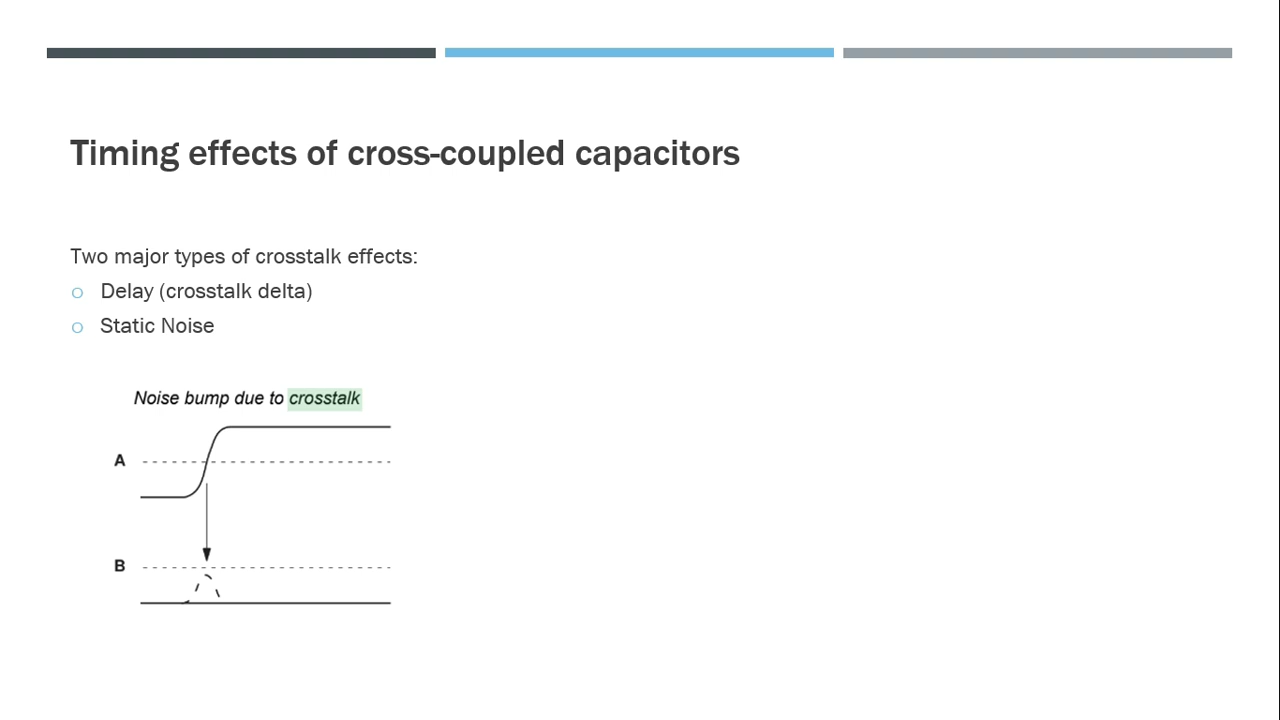 Timing effects of cross-coupled capacitors
Two major types of crosstalk effects:
Delay (crosstalk delta)
Static Noise
Noise bump due to crosstalk
A
B